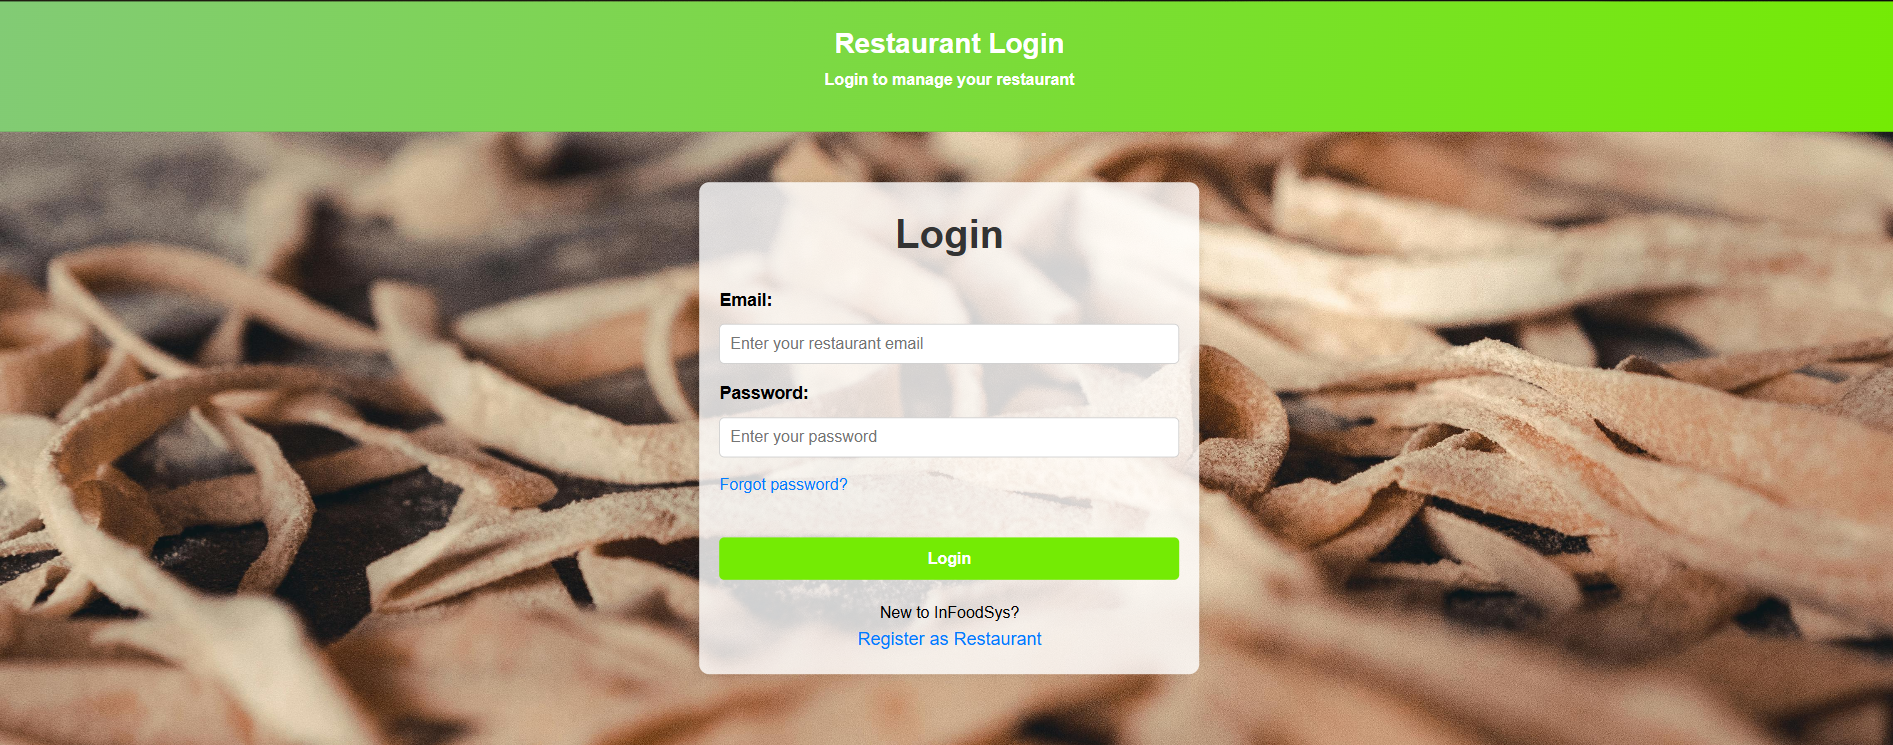 Restaurant Login
Login to manage your restaurant
Login
Email:
Enter your restaurant email
Password:
Enter your password
Forgot password?
Login
New to InFoodSys?
Register as Restaurant